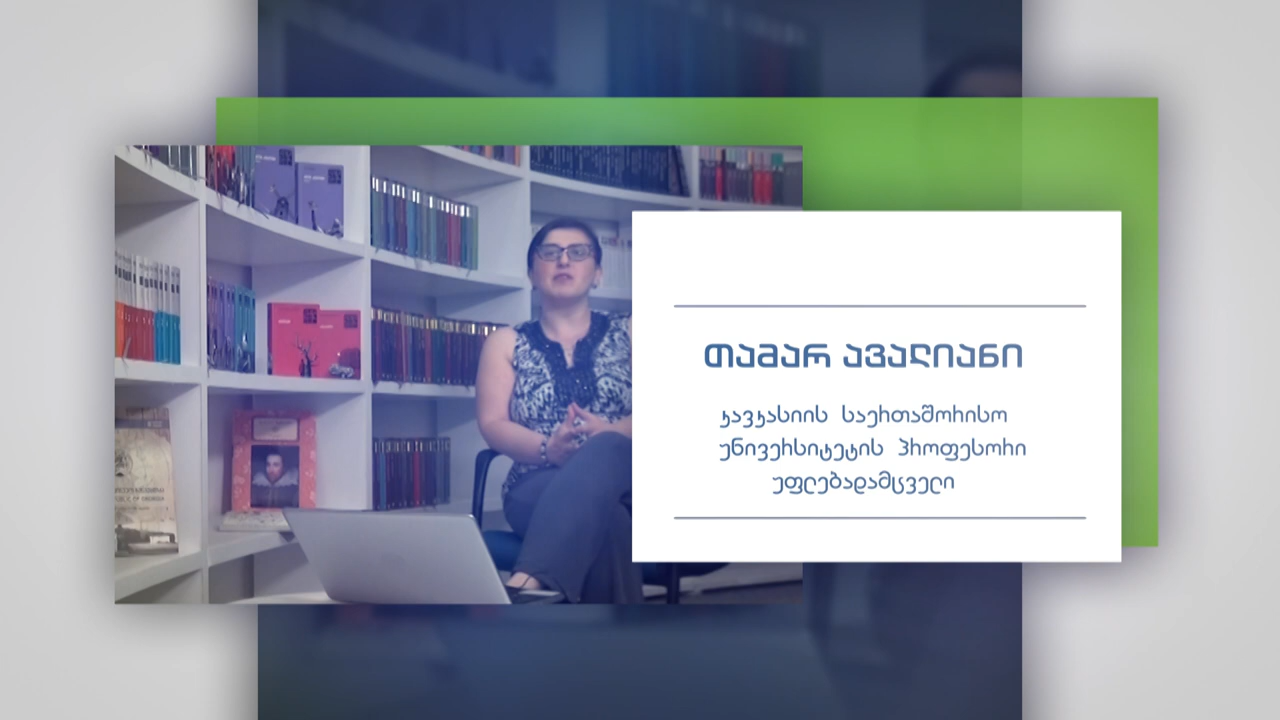 თამარ ავალიანი
კავკასიის საერთაშორისო
უნივერსიტეტის პროფესორი
უფლებადამცველი